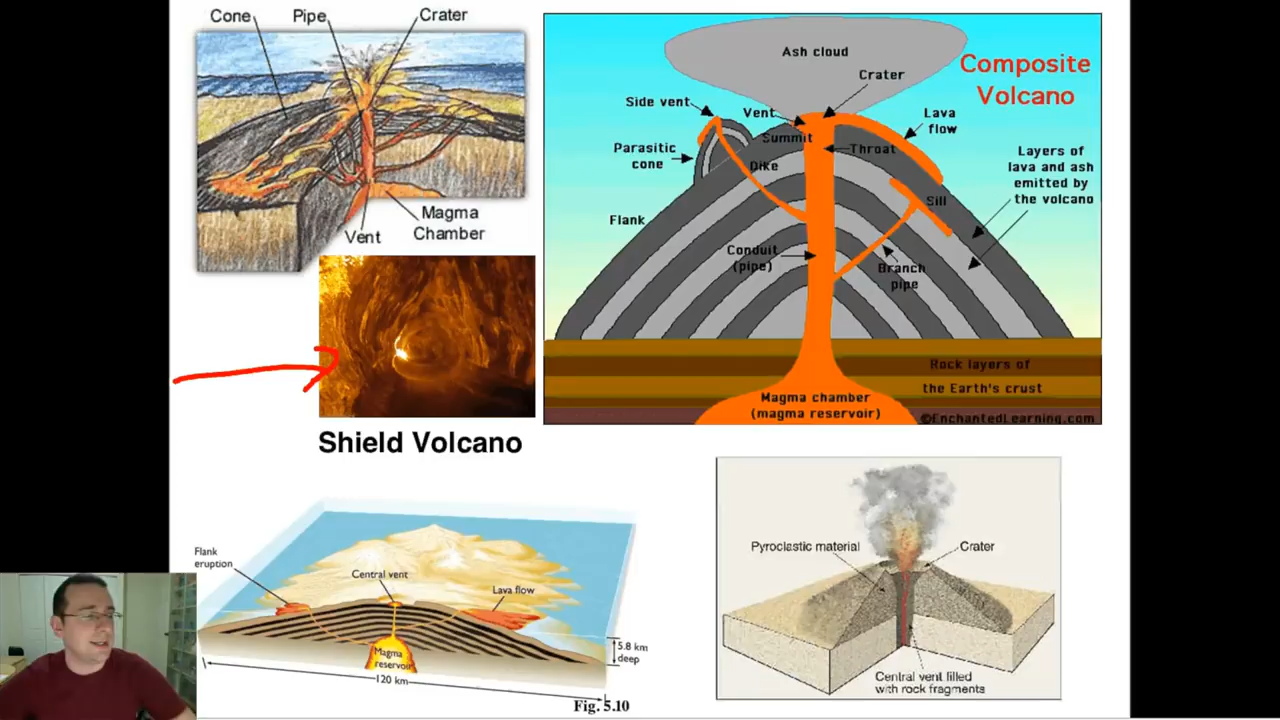 Cone
Pipe
Crater
Vent
Magma
Chamber
Ash cloud
Crater
Composite
Volcano
Side vent
Vent
Lava
flow
Summit
Throat
Parasitic
cone
Dike
Layers of
lava and ash
emitted by
the volcano
Sill
Flank
Conduit
(pipe)
Branch
pipe
Rock layers of
the Earth's crust
Magma chamber
(magma reservoir)
©EnchantedLearning.com
Shield Volcano
Flank
eruption
Central vent
Lava flow
Magma
reservoir
5.8 km
deep
120 km
Fig. 5.10
Pyroclastic material
Crater
Central vent filled
with rock fragments